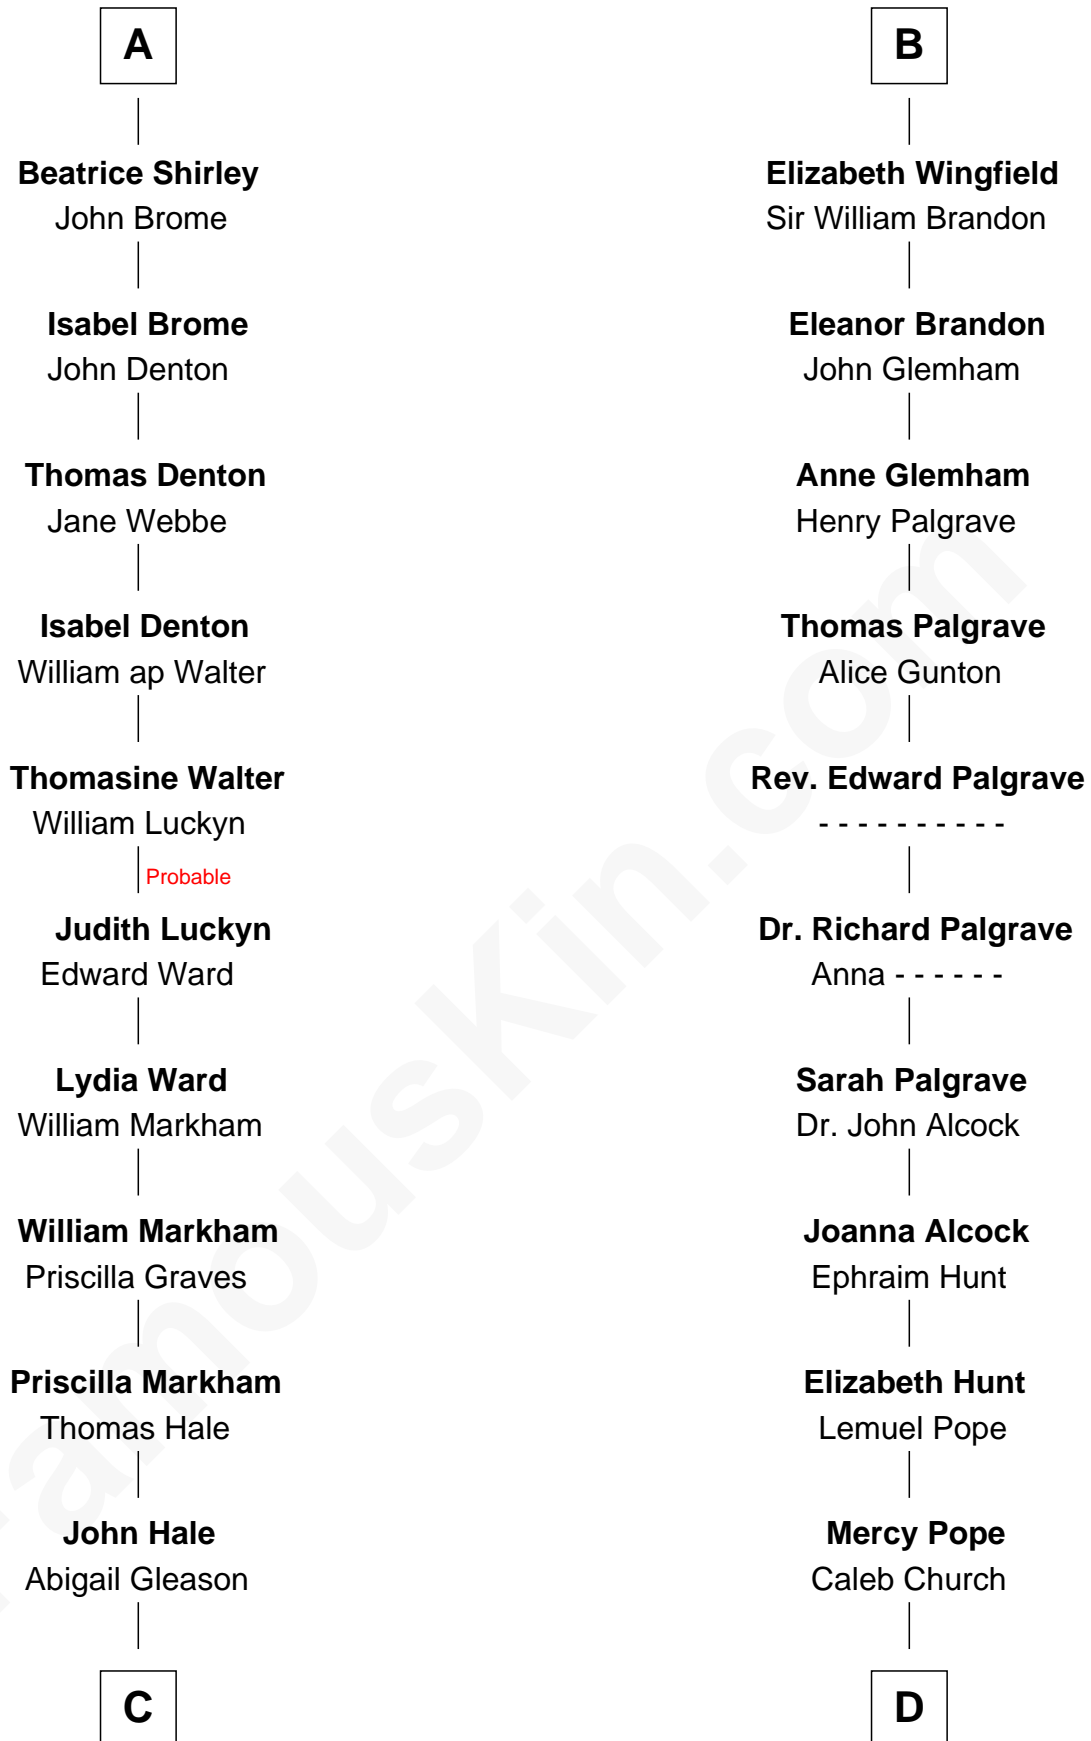 A
Beatrice Shirley
John Brome
Isabel Brome
John Denton
Thomas Denton
Jane Webbe
Isabel Denton
William ap Walter
Thomasine Walter
William Luckyn
Probable
Judith Luckyn
Edward Ward
Lydia Ward
William Markham
William Markham
Priscilla Graves
Priscilla Markham
Thomas Hale
John Hale
Abigail Gleason
C
B
Elizabeth Wingfield
Sir William Brandon
Eleanor Brandon
John Glemham
Anne Glemham
Henry Palgrave
Thomas Palgrave
Alice Gunton
Rev. Edward Palgrave
- - - - - - - - - -
Dr. Richard Palgrave
Anna - - - - - -
Sarah Palgrave
Dr. John Alcock
Joanna Alcock
Ephraim Hunt
Elizabeth Hunt
Lemuel Pope
Mercy Pope
Caleb Church
D
FamousKin.com